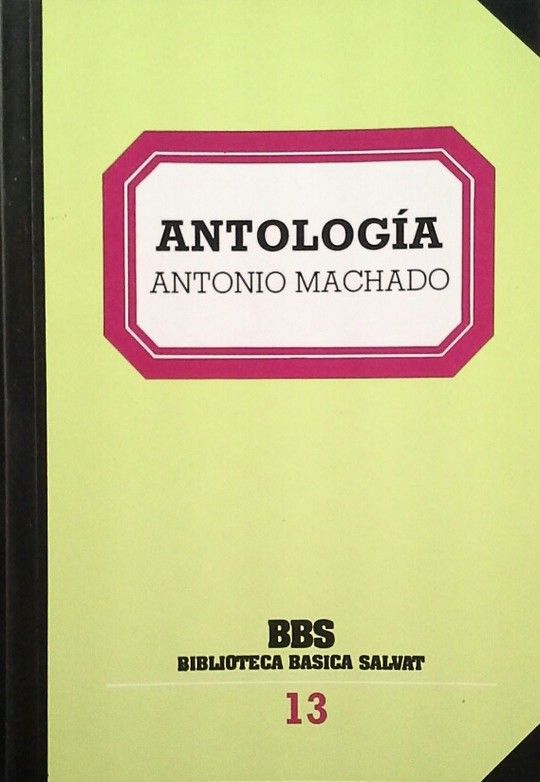 ANTOLOGÍA
ANTONIO MACHADO
BBS
BIBLIOTECA BASICA SALVAT
13